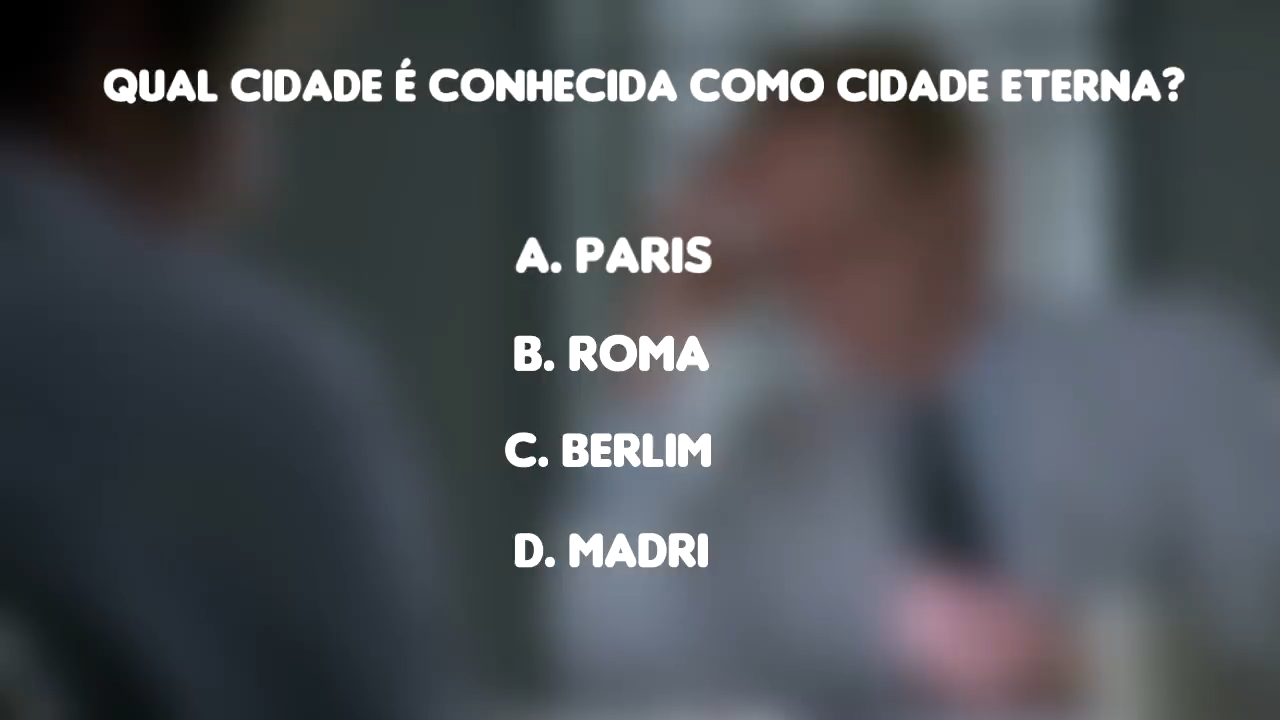 QUAL CIDADE É CONHECIDA COMO CIDADE ETERNA?
A. PARIS
B. ROMA
C. BERLIM
D. MADRI